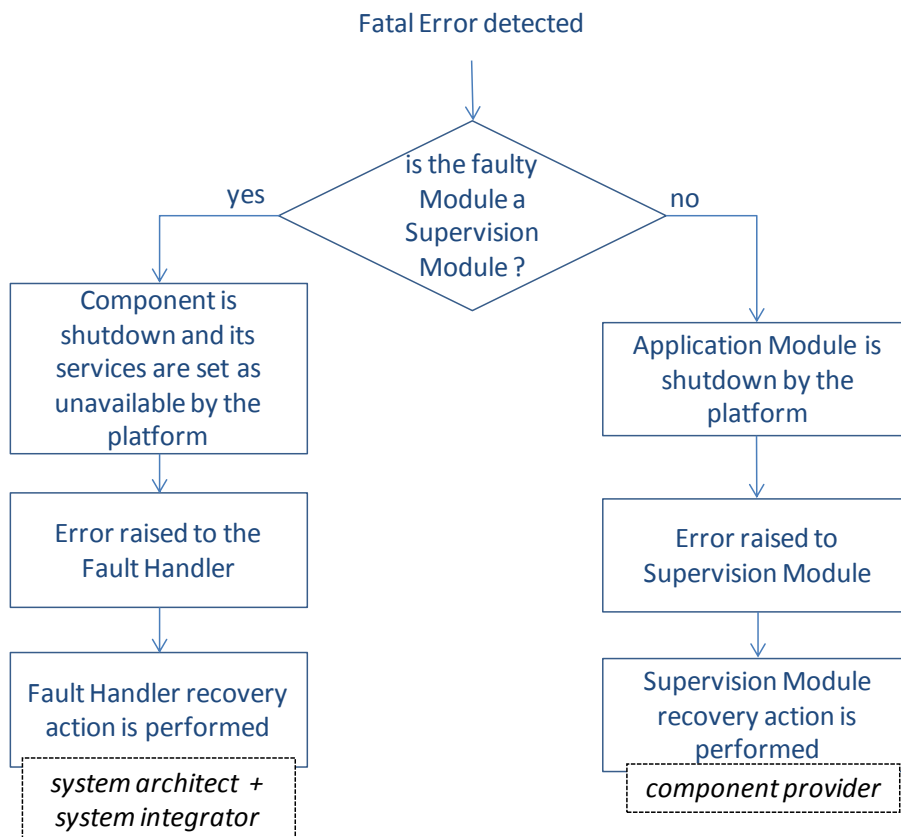 Fatal Error detected
is the faulty
Module a
Supervision
Module ?
yes
no
Component is
shutdown and its
services are set as
unavailable by the
platform
Error raised to the
Fault Handler
Fault Handler recovery
action is performed
system architect +
system integrator
Application Module is
shutdown by the
platform
Error raised to
Supervision Module
Supervision Module
recovery action is
performed
component provider